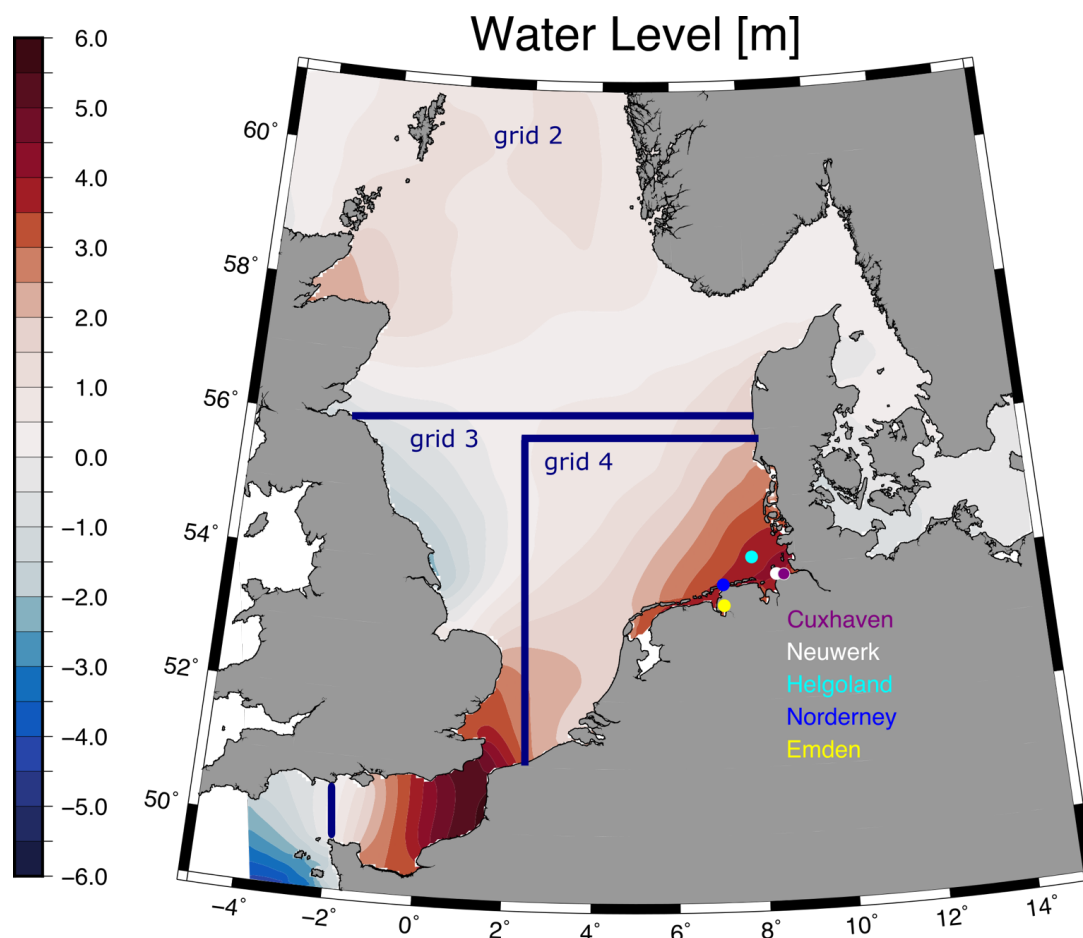 Water Level [m]
6.0
5.0
4.0
3.0
2.0
1.0
0.0
−1.0
−2.0
−3.0
−4.0
−5.0
−6.0
60°
58°
56°
54°
52°
50°
grid 2
grid 3
grid 4
Cuxhaven
Neuwerk
Helgoland
Norderney
Emden
−4° −2° 0° 2° 4° 6° 8° 10° 12° 14°